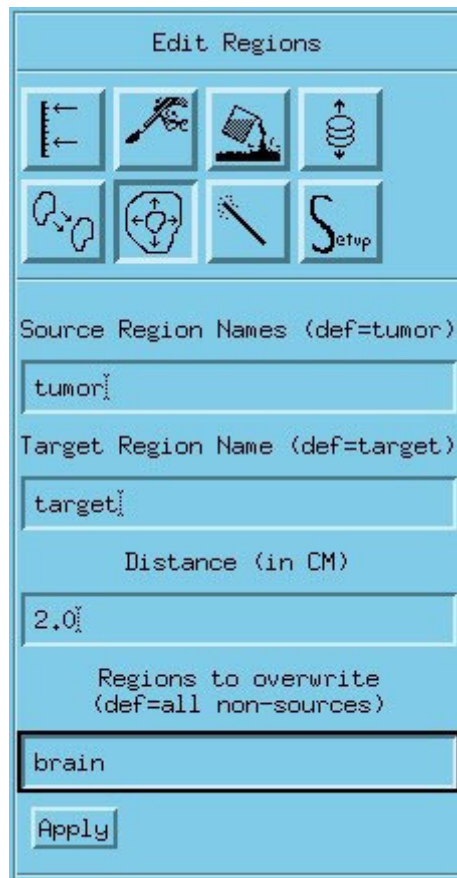 Edit Regions
Setup
Source Region Names (def=tumor)
tumor
Target Region Name (def=target)
target
Distance (in CM)
2.0
Regions to overwrite
(def=all non-sources)
brain
Apply